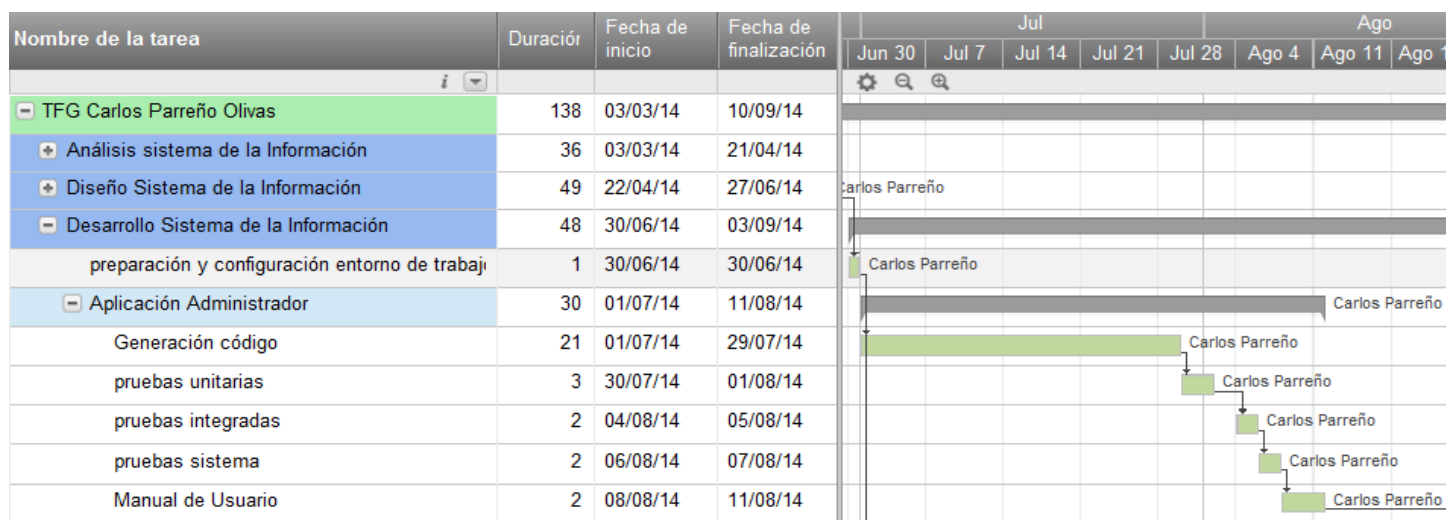 Jul Ago
Nombre de la tarea Duración Fecha de inicio Fecha de finalización Jun 30 Jul 7 Jul 14 Jul 21 Jul 28 Ago 4 Ago 11 Ago 1
i
TFG Carlos Parreño Olivas 138 03/03/14 10/09/14
Análisis sistema de la Información 36 03/03/14 21/04/14
Diseño Sistema de la Información 49 22/04/14 27/06/14 Carlos Parreño
Desarrollo Sistema de la Información 48 30/06/14 03/09/14
preparación y configuración entorno de trabajo 1 30/06/14 30/06/14 Carlos Parreño
Aplicación Administrador 30 01/07/14 11/08/14 Carlos Parreño
Generación código 21 01/07/14 29/07/14 Carlos Parreño
pruebas unitarias 3 30/07/14 01/08/14 Carlos Parreño
pruebas integradas 2 04/08/14 05/08/14 Carlos Parreño
pruebas sistema 2 06/08/14 07/08/14 Carlos Parreño
Manual de Usuario 2 08/08/14 11/08/14 Carlos Parreño